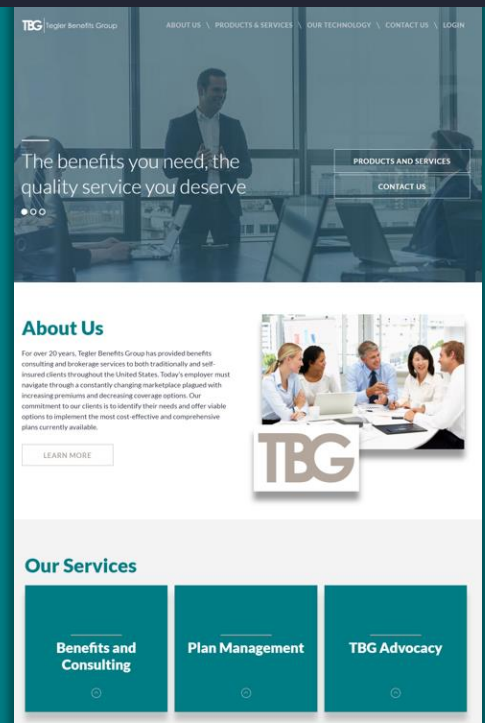 TBG Tegler Benefits Group
ABOUT US \ PRODUCTS & SERVICES \ OUR TECHNOLOGY \ CONTACT US \ LOGIN
The benefits you need, the
quality service you deserve
PRODUCTS AND SERVICES
CONTACT US
About Us
For over 20 years, Tegler Benefits Group has provided benefits
consulting and brokerage services to both traditionally and self-
insured clients throughout the United States. Today's employer must
navigate through a constantly changing marketplace plagued with
increasing premiums and decreasing coverage options. Our
commitment to our clients is to identify their needs and offer viable
options to implement the most cost-effective and comprehensive
plans currently available.
LEARN MORE
TBG
Our Services
Benefits and
Consulting
Plan Management
TBG Advocacy